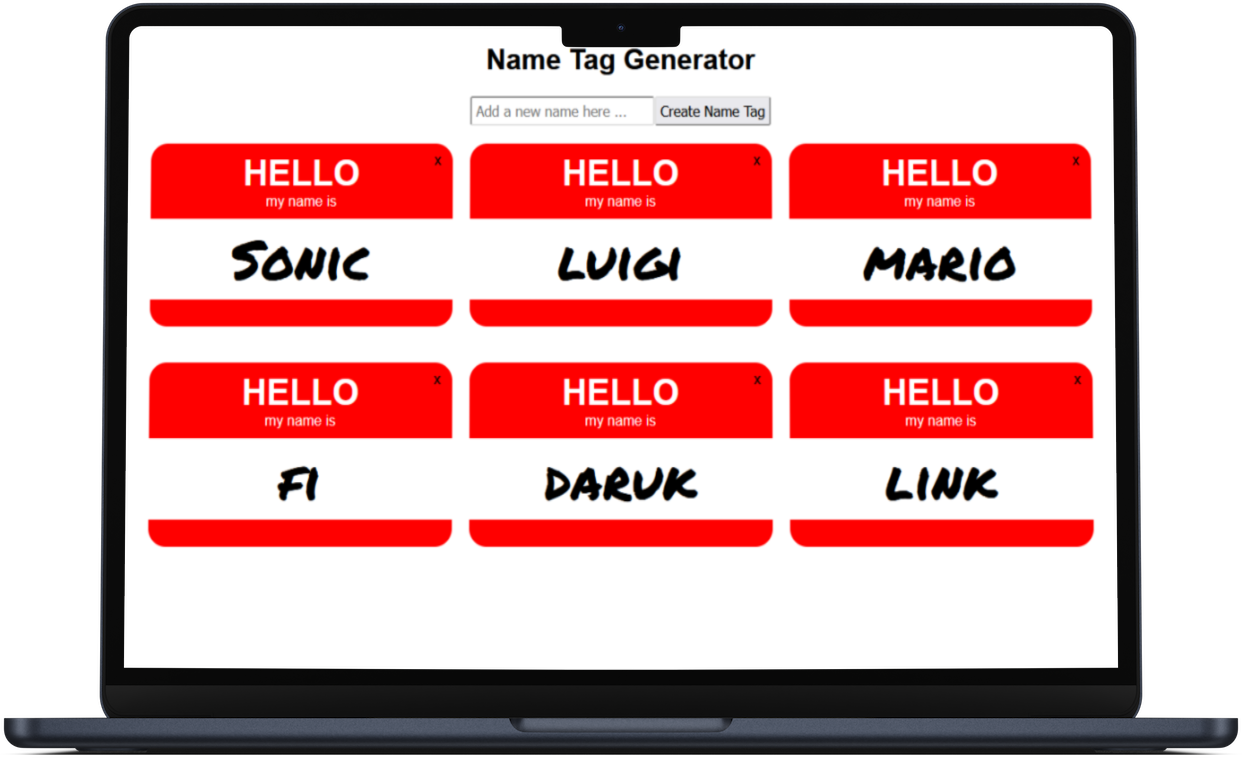 Name Tag Generator
Add a new name here ... Create Name Tag
HELLO x
my name is
SONIC
HELLO x
my name is
LUIGI
HELLO x
my name is
MARIO
HELLO x
my name is
FI
HELLO x
my name is
DARUK
HELLO x
my name is
LINK